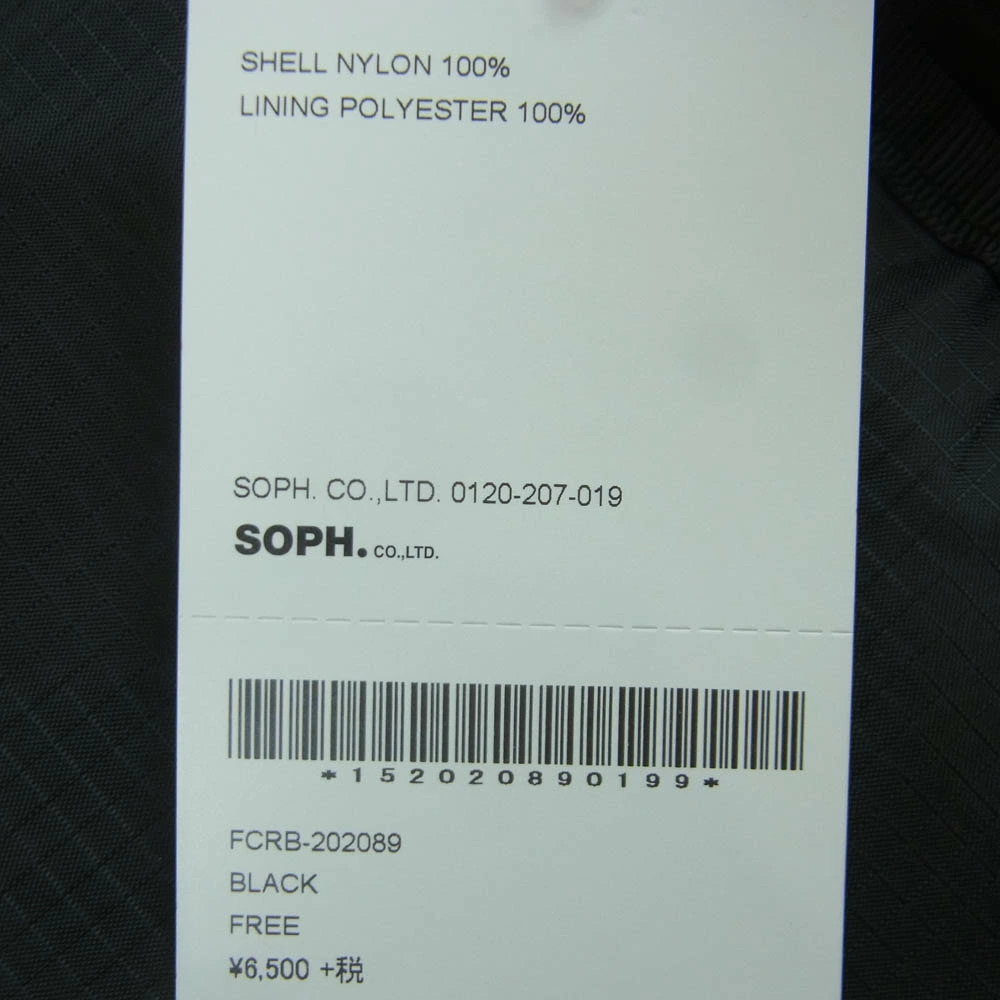 SHELL NYLON 100%
LINING POLYESTER 100%
SOPH. CO.,LTD. 0120-207-019
SOPH. CO.,LTD.
*152020890199*
FCRB-202089
BLACK
FREE
¥6,500 +税